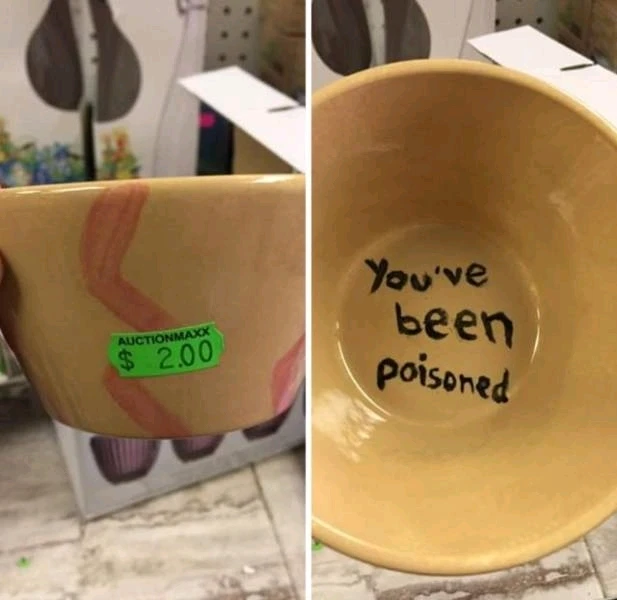 AUCTIONMAXX
$ 2.00
You've
been
poisoned